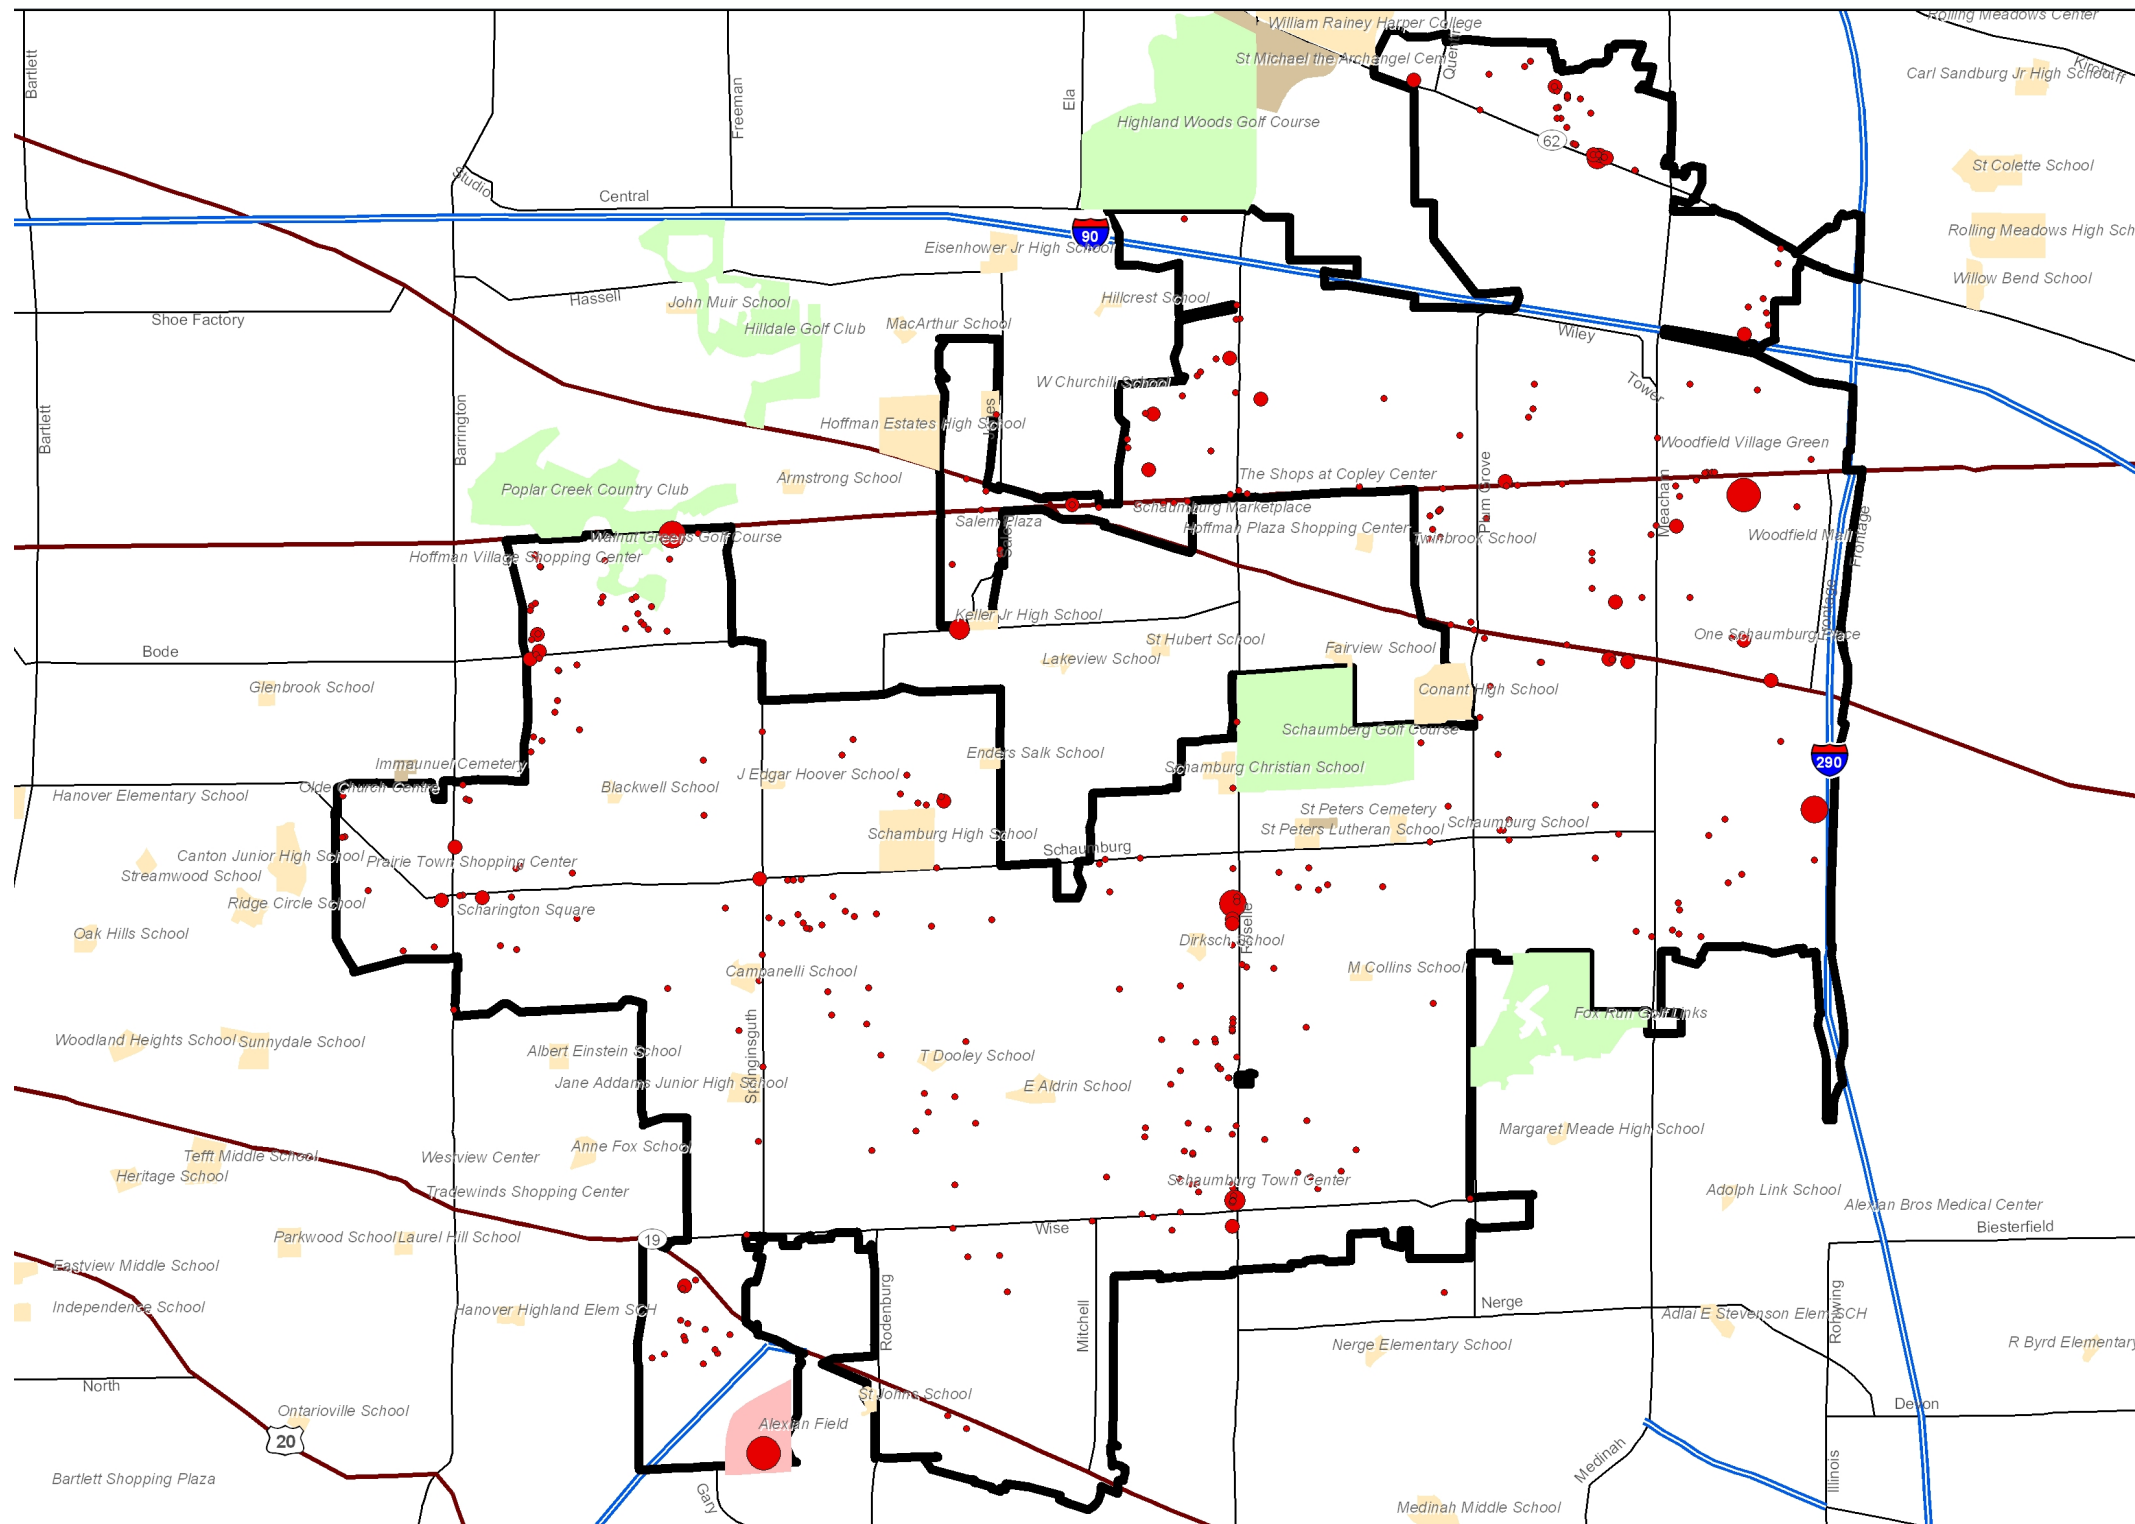 William Rainey Harper College
Rolling Meadows Center
St Michael the Archangel Cem
Quentin
Kirchoff
Carl Sandburg Jr High School
Bartlett
Freeman
Ela
Highland Woods Golf Course
62
St Colette School
Studio
Central
90
Rolling Meadows High Sch
Eisenhower Jr High School
Willow Bend School
Hassell
John Muir School
Hillcrest School
Shoe Factory
Hilldale Golf Club
MacArthur School
Wiley
W Churchill School
Tower
Bartlett
Barrington
Jones
Hoffman Estates High School
Woodfield Village Green
Armstrong School
The Shops at Copley Center
Poplar Creek Country Club
Plum Grove
Meacham
Schaumburg Marketplace
Salem Plaza
Salem
Hoffman Plaza Shopping Center
Twinbrook School
Woodfield Mall
Frontage
Walnut Greens Golf Course
Hoffman Village Shopping Center
Keller Jr High School
Frontage
One Schaumburg Place
St Hubert School
Fairview School
Bode
Lakeview School
Glenbrook School
Conant High School
Schaumberg Golf Course
Enders Salk School
290
Immaunuel Cemetery
J Edgar Hoover School
Schamburg Christian School
Olde Church Centre
Blackwell School
Hanover Elementary School
St Peters Cemetery
Schaumburg School
Schamburg High School
St Peters Lutheran School
Schaumburg
Canton Junior High School
Prairie Town Shopping Center
Streamwood School
Ridge Circle School
Scharington Square
Roselle
Oak Hills School
Dirksch School
Campanelli School
M Collins School
Fox Run Golf Links
Woodland Heights School
Sunnydale School
Springinsguth
Albert Einstein School
T Dooley School
Jane Addams Junior High School
E Aldrin School
Margaret Meade High School
Anne Fox School
Tefft Middle School
Westview Center
Heritage School
Schaumburg Town Center
Tradewinds Shopping Center
Adolph Link School
Alexian Bros Medical Center
Wise
Biesterfield
Parkwood School
Laurel Hill School
19
Eastview Middle School
Rodenburg
Mitchell
Nerge
Rohlwing
Independence School
Hanover Highland Elem SCH
Adlai E Stevenson Elem SCH
Nerge Elementary School
R Byrd Elementary
North
St Johns School
Devon
Ontarioville School
Alexian Field
20
Medinah
Illinois
Bartlett Shopping Plaza
Gary
Medinah Middle School